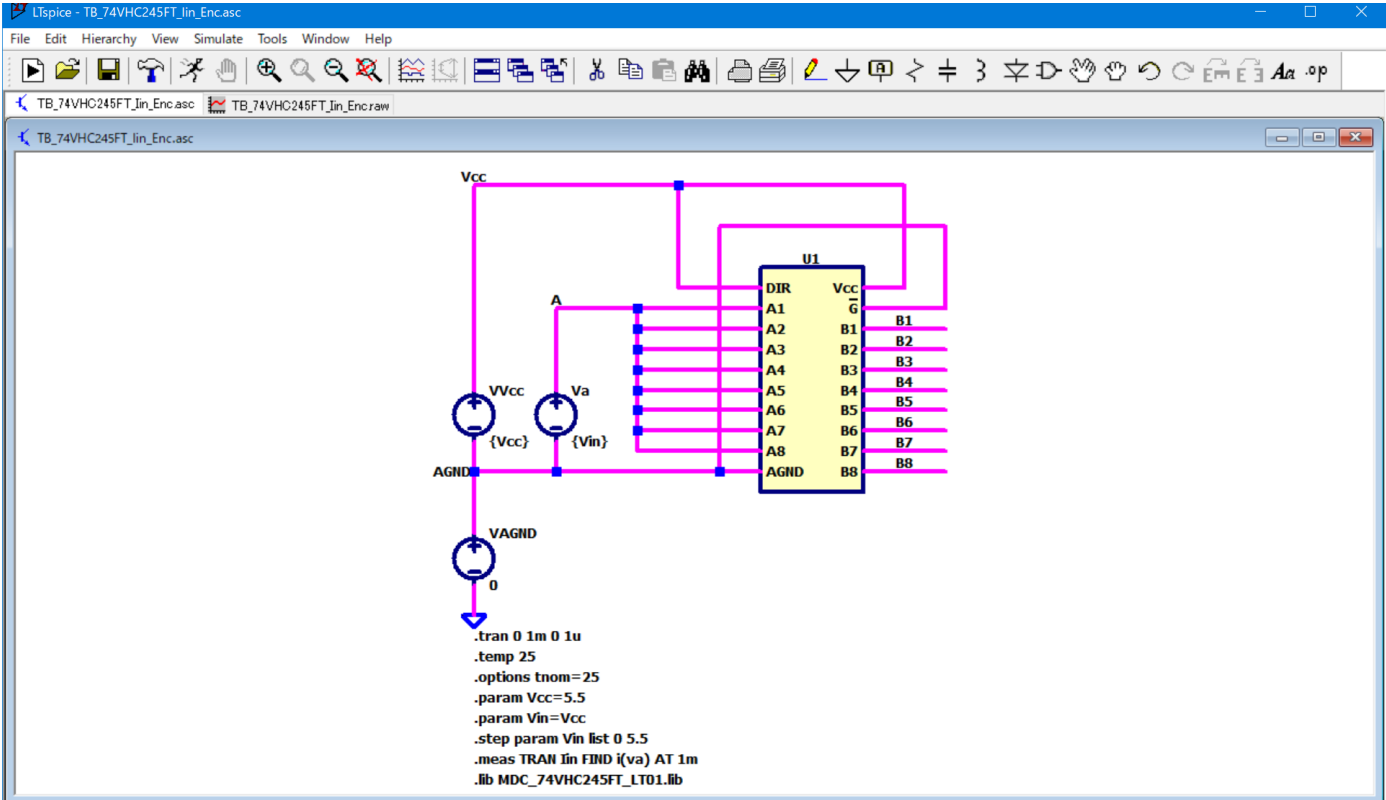 LTspice - TB_74VHC245FT_Iin_Enc.asc
File Edit Hierarchy View Simulate Tools Window Help
Aa .op
TB_74VHC245FT_Iin_Enc.asc TB_74VHC245FT_Iin_Enc.raw
TB_74VHC245FT_Iin_Enc.asc
Vcc
U1
DIR Vcc
A
A1 G
B1
A2 B1
B2
A3 B2
B3
A4 B3
B4
VVcc Va
A5 B4
B5
A6 B5
B6
A7 B6
{Vcc} {Vin}
B7
A8 B7
B8
AGND
AGND B8
VAGND
0
.tran 0 1m 0 1u
.temp 25
.options tnom=25
.param Vcc=5.5
.param Vin=Vcc
.step param Vin list 0 5.5
.meas TRAN Iin FIND i(va) AT 1m
.lib MDC_74VHC245FT_LT01.lib